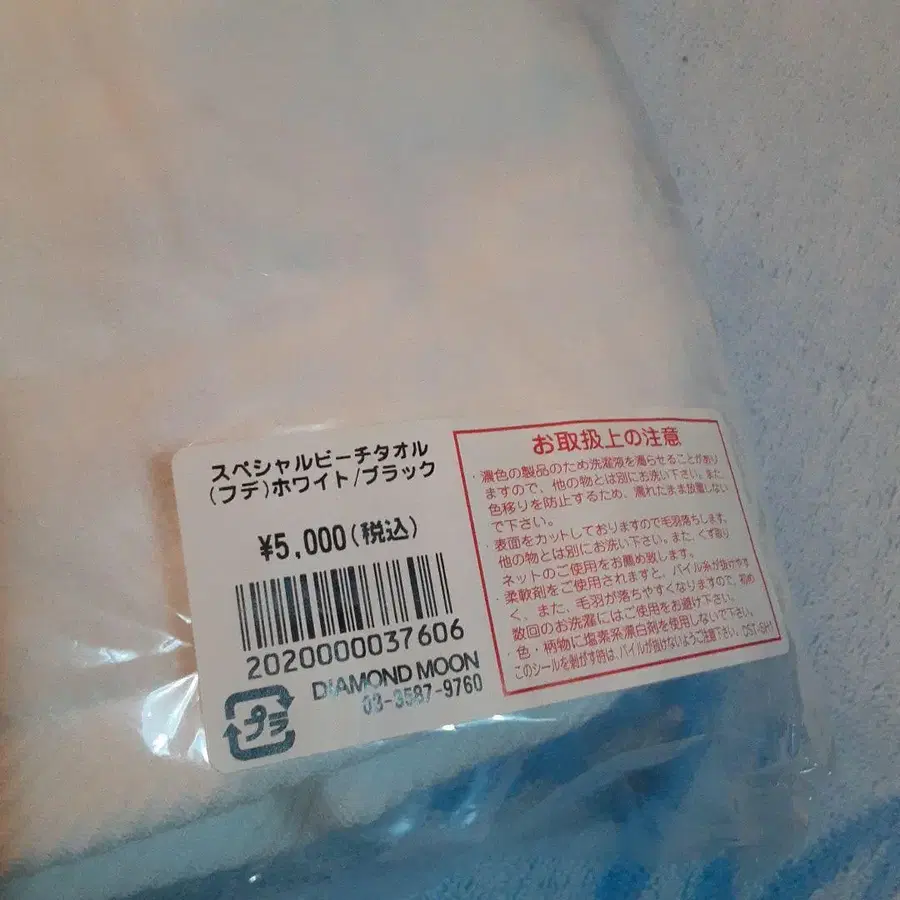 スペシャルビーチタオル
(フデ)ホワイト/ブラック
¥5,000(税込)
2020000037606
DIAMOND MOON
03-3587-9760
プラ
お取扱上の注意
・濃色の製品のため洗濯液を濁らせることがあり
ますので、他の物とは別にお洗い下さい。また
色移りを防止するため、濡れたまま放置しない
で下さい。
・表面をカットしておりますので毛羽落ちします。
他の物とは別にお洗い下さい。また、くず取り
ネットのご使用をお薦め致します。
・柔軟剤をご使用されますと、パイル糸が抜けやす
く、また、毛羽が落ちやすくなりますので、初め
数回のお洗濯にはご使用をお避け下さい。
・色・柄物に塩素系漂白剤を使用しないで下さい。
このシールを剥がす時は、パイルが抜けないようご注意下さい。 OST-SH1